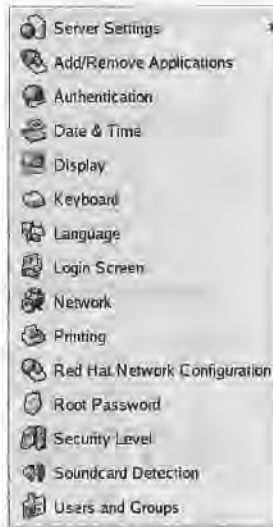 Server Settings
Add/Remove Applications
Authentication
Date & Time
Display
Keyboard
Language
Login Screen
Network
Printing
Red Hat Network Configuration
Root Password
Security Level
Soundcard Detection
Users and Groups